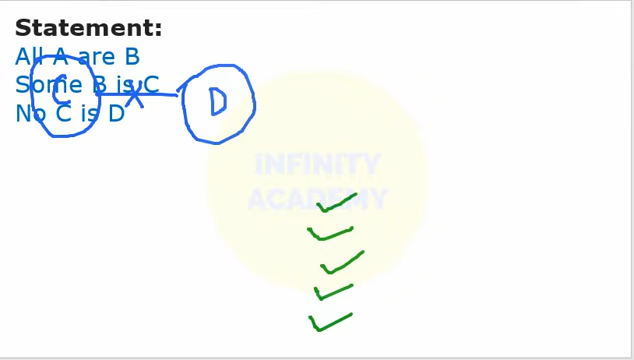 Statement:
All A are B
Some B is C
No C is D
C
D
INFINITY
ACADEMY